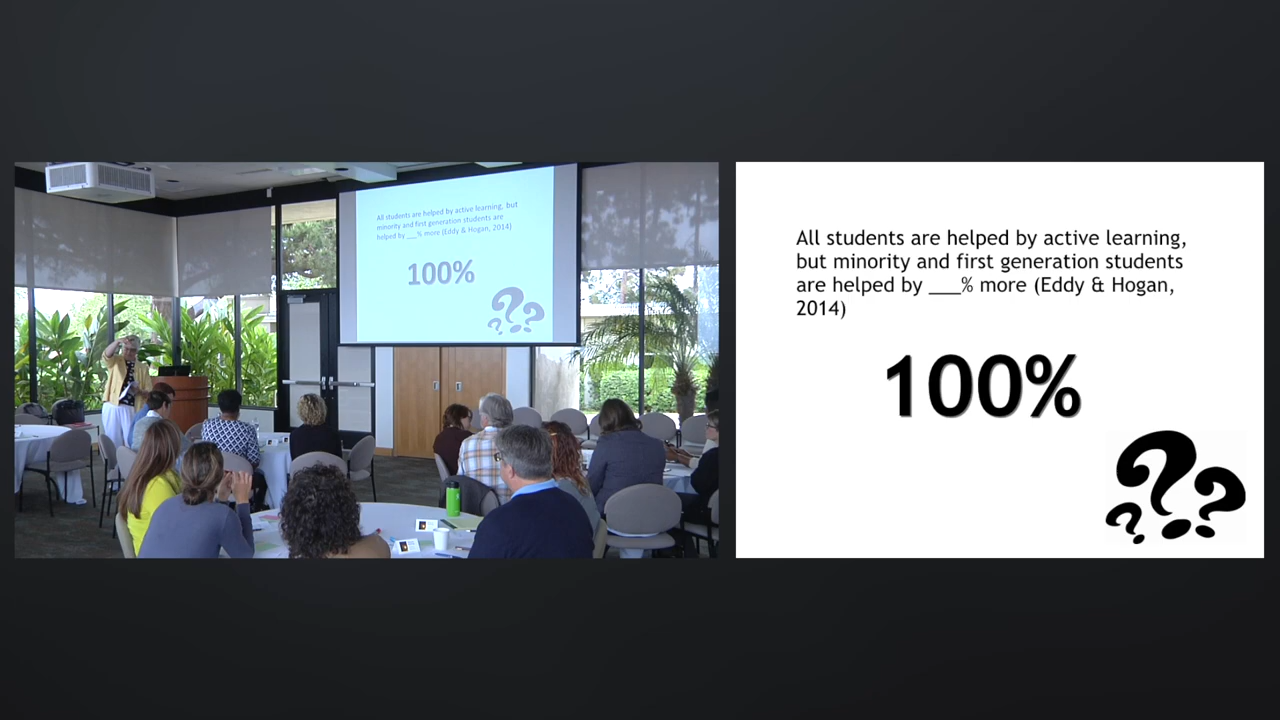 All students are helped by active learning, but
minority and first generation students are
helped by ___% more (Eddy & Hogan, 2014)
100%
???
All students are helped by active learning,
but minority and first generation students
are helped by ___% more (Eddy & Hogan,
2014)
100%
???